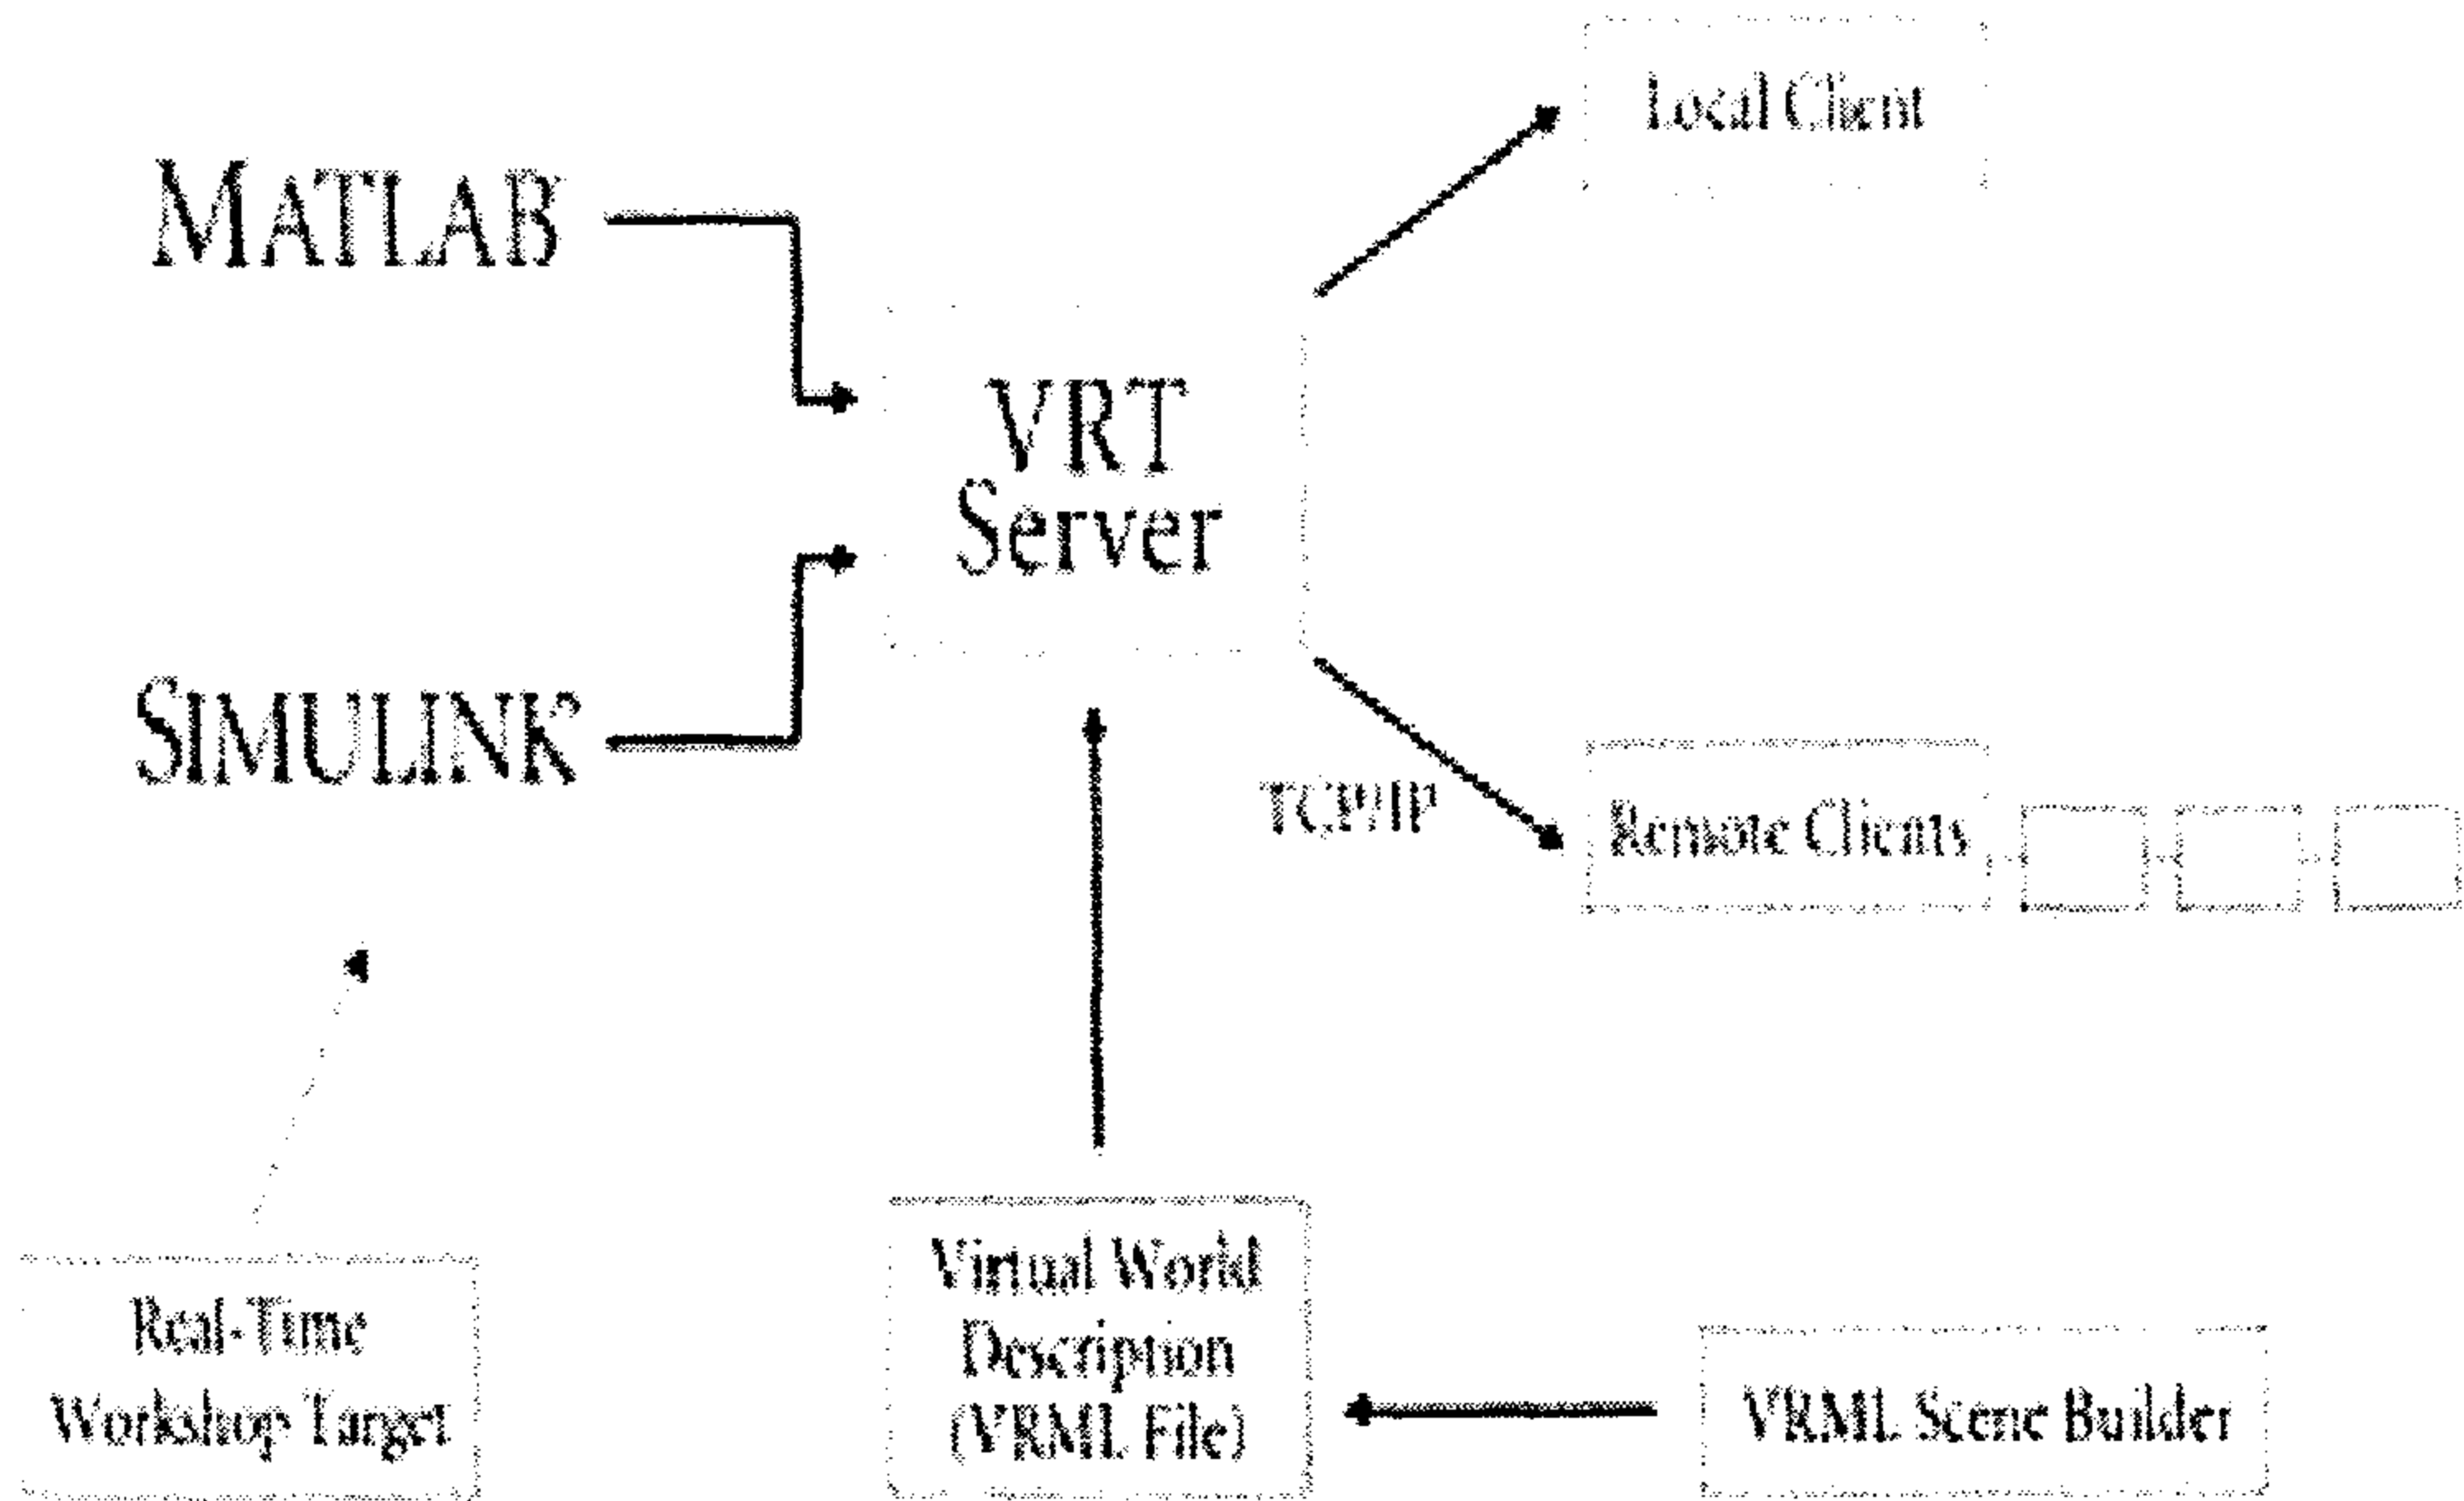 Local Client
MATLAB
VRT
Server
SIMULINK
TCP/IP
Remote Clients
Real-Time
Workshop Target
Virtual World
Description
(VRML File)
VRML Scene Builder